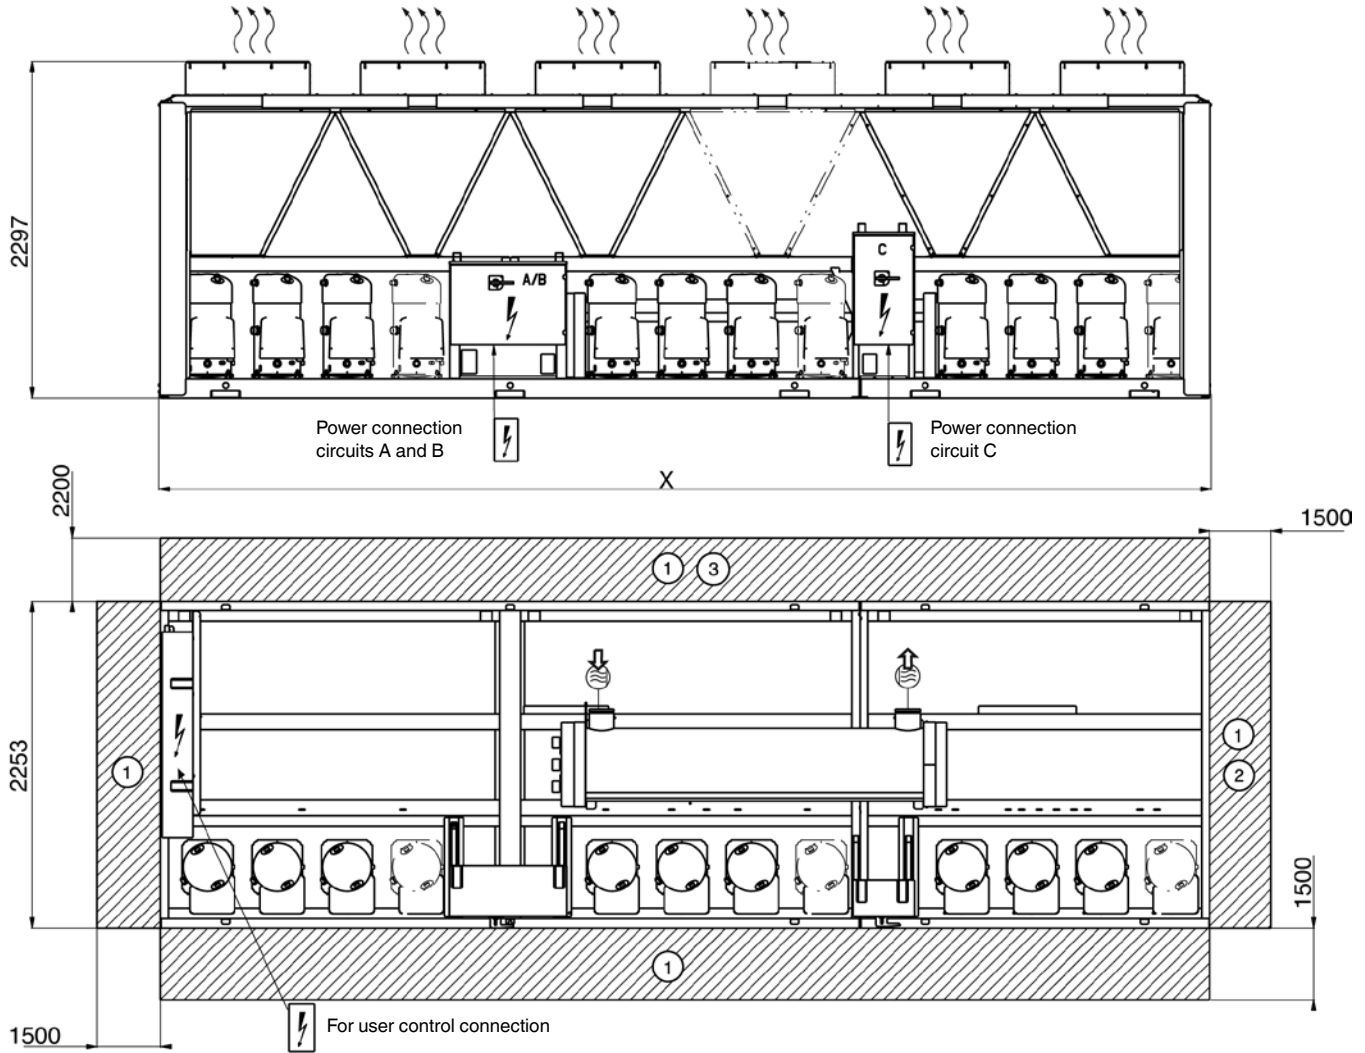 2297
A/B
C
Power connection
circuits A and B
Power connection
circuit C
X
2200
1500
1 3
2253
1
1
2
1500
1
1500
For user control connection